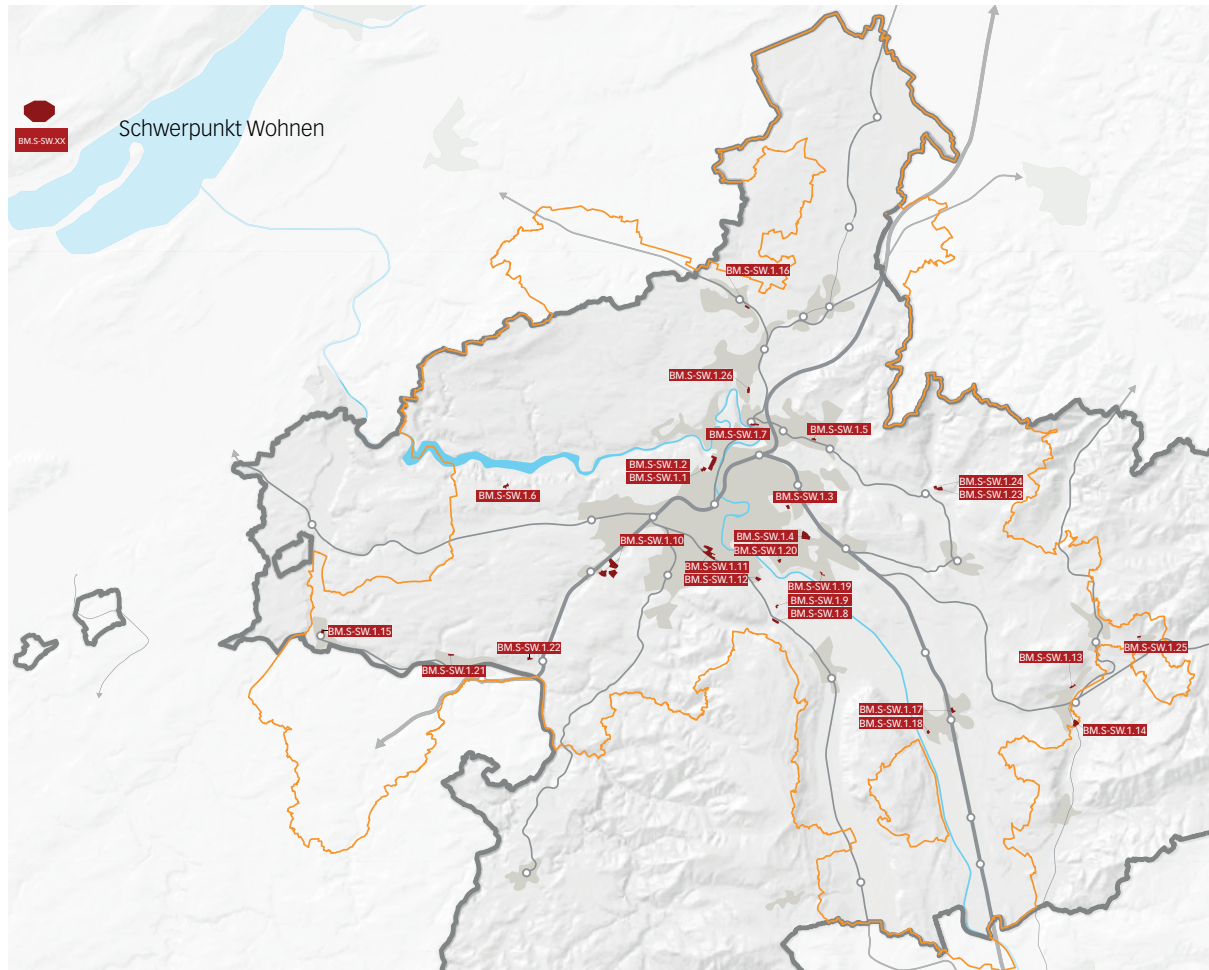 BM.S-SW.XX
Schwerpunkt Wohnen
BM.S-SW.1.16
BM.S-SW.1.26
BM.S-SW.1.7
BM.S-SW.1.5
BM.S-SW.1.2
BM.S-SW.1.1
BM.S-SW.1.6
BM.S-SW.1.24
BM.S-SW.1.23
BM.S-SW.1.3
BM.S-SW.1.10
BM.S-SW.1.4
BM.S-SW.1.20
BM.S-SW.1.11
BM.S-SW.1.12
BM.S-SW.1.19
BM.S-SW.1.9
BM.S-SW.1.8
BM.S-SW.1.15
BM.S-SW.1.22
BM.S-SW.1.21
BM.S-SW.1.25
BM.S-SW.1.13
BM.S-SW.1.17
BM.S-SW.1.18
BM.S-SW.1.14